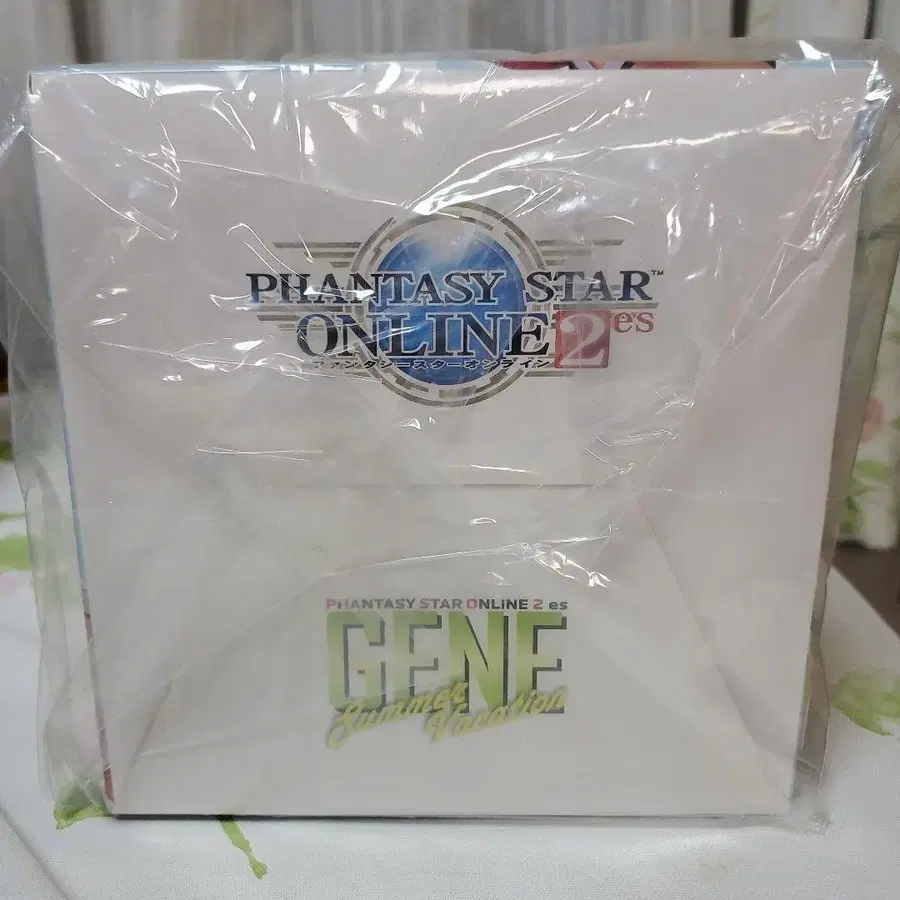 PHANTASY STAR™
ONLINE 2 es
ファンタシースターオンライン
PHANTASY STAR ONLINE 2 es
GENE
Summer
Vacation